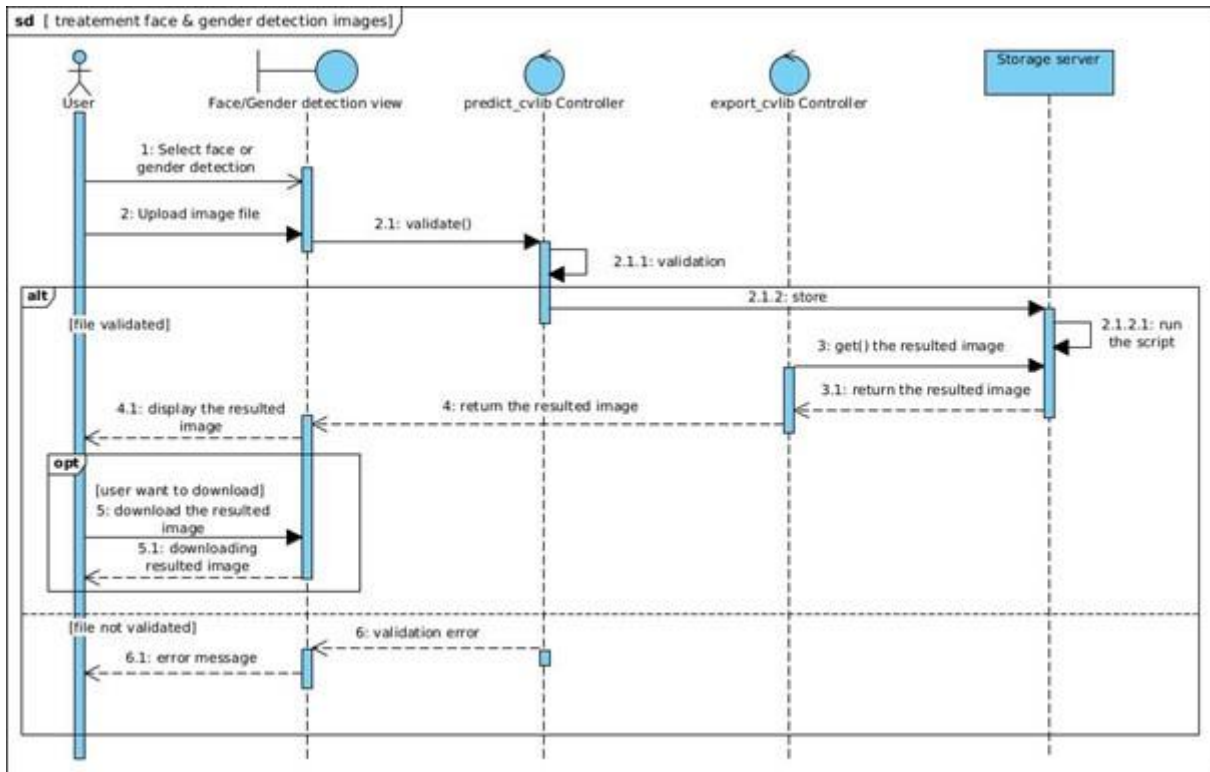 sd [ treatement face & gender detection images]
User
Face/Gender detection view
predict_cvlib Controller
export_cvlib Controller
Storage server
1: Select face or
gender detection
2: Upload image file
2.1: validate()
2.1.1: validation
alt
2.1.2: store
[file validated]
2.1.2.1: run
the script
3: get() the resulted image
3.1: return the resulted image
4: return the resulted image
4.1: display the resulted
image
opt
[user want to download]
5: download the resulted
image
5.1: downloading
resulted image
[file not validated]
6: validation error
6.1: error message